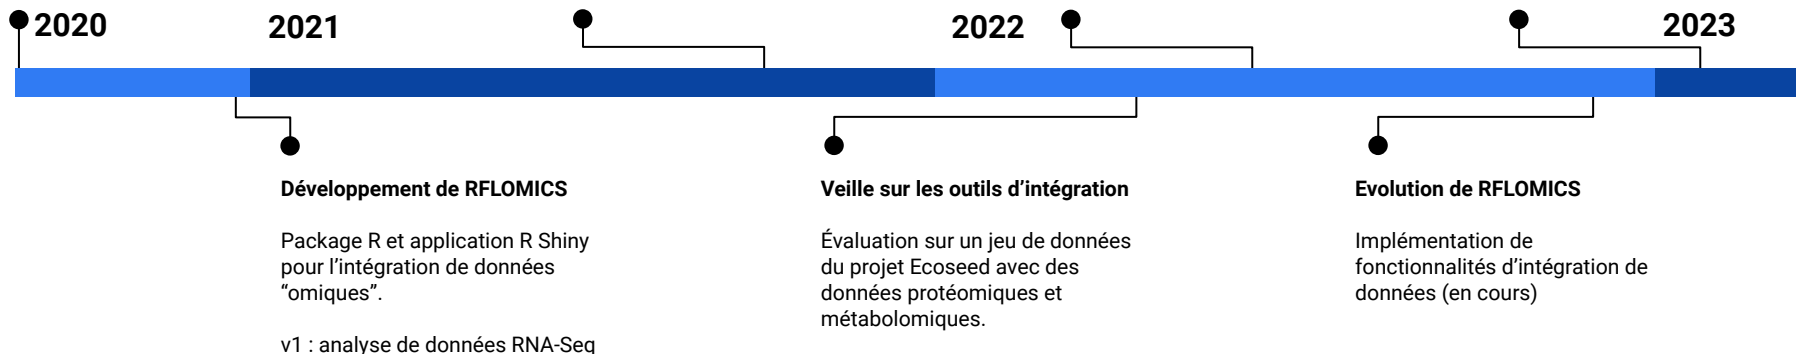 2020
2021
2022
2023
Développement de RFLOMICS
Package R et application R Shiny
pour l’intégration de données
“omiques”.
v1 : analyse de données RNA-Seq
Veille sur les outils d’intégration
Évaluation sur un jeu de données
du projet Ecoseed avec des
données protéomiques et
métabolomiques.
Evolution de RFLOMICS
Implémentation de
fonctionnalités d’intégration de
données (en cours)